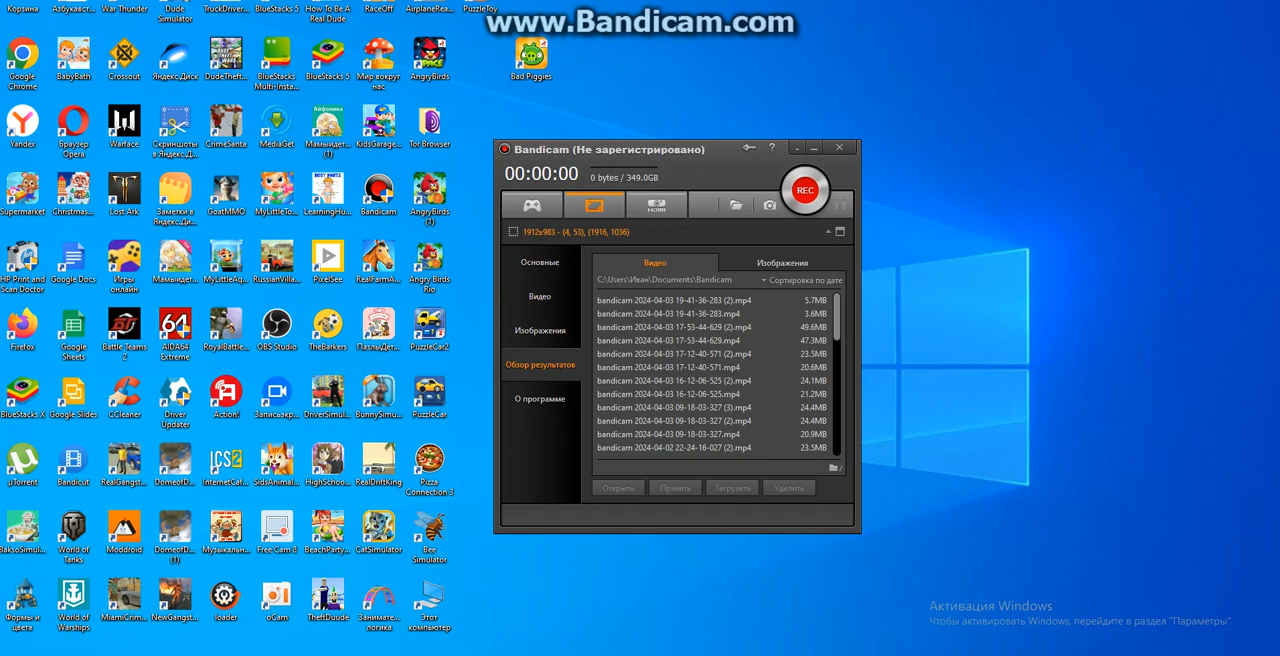 www.Bandicam.com
Корзина
Азбукваст...
War Thunder
Dude Simulator
TruckDriver...
BlueStacks 5
How To Be A Real Dude
RaceOff
AirplaneRea...
PuzzleToy
Google Chrome
BabyBath
Crossout
Яндекс.Диск
DudeTheft...
BlueStacks Multi-Insta...
BlueStacks 5
Мир вокруг нас
AngryBirds
Bad Piggies
Yandex
Браузер Opera
Warface
Скриншоты в Яндекс.Ди...
CrimeSanta
MediaGet
Мамыидет... (1)
KidsGarage...
Tor Browser
Supermarket
Christmas...
Lost Ark
Заметки в Яндекс.Ди...
GoatMMO
MyLittleTo...
LearningHu...
Bandicam
AngryBirds (1)
HP Print and Scan Doctor
Google Docs
Игры онлайн
Мамыидет...
MyLittleAq...
RussianVilla...
PixelSee
RealFarmA...
Angry Birds Rio
Firefox
Google Sheets
Battle Teams 2
AIDA64 Extreme
RoyalBattle...
OBS Studio
TheBarkers
ПазлыДет...
PuzzleCar2
BlueStacks X
Google Slides
CCleaner
Driver Updater
Action!
Записьэкр...
DriverSimul...
BunnySimu...
PuzzleCar
µTorrent
Bandicut
RealGangst...
DomeofD...
InternetCaf...
SidsAnimal...
HighSchoo...
RealDriftKing
Pizza Connection 3
BaksoSimul...
World of Tanks
Moddroid
DomeofD... (1)
Музыкальн...
Free Cam 8
BeachParty...
CatSimulator
Bee Simulator
Формы и цвета
World of Warships
MiamiCrim...
NewGangst...
loader
oCam
TheftDuude
Занимате... логика
Этот компьютер
Bandicam (Не зарегистрировано)
00:00:00
0 bytes / 349.0GB
REC
HDMI
1912x983 - (4, 53), (1916, 1036)
Основные
Видео
Изображения
Обзор результатов
О программе
Видео
Изображения
C:\Users\Иван\Documents\Bandicam
Сортировка по дате
bandicam 2024-04-03 19-41-36-283 (2).mp4 5.7MB
bandicam 2024-04-03 19-41-36-283.mp4 3.6MB
bandicam 2024-04-03 17-53-44-629 (2).mp4 49.6MB
bandicam 2024-04-03 17-53-44-629.mp4 47.3MB
bandicam 2024-04-03 17-12-40-571 (2).mp4 23.5MB
bandicam 2024-04-03 17-12-40-571.mp4 20.6MB
bandicam 2024-04-03 16-12-06-525 (2).mp4 24.1MB
bandicam 2024-04-03 16-12-06-525.mp4 21.2MB
bandicam 2024-04-03 09-18-03-327 (3).mp4 24.4MB
bandicam 2024-04-03 09-18-03-327 (2).mp4 24.4MB
bandicam 2024-04-03 09-18-03-327.mp4 20.9MB
bandicam 2024-04-02 22-24-16-027 (2).mp4 23.5MB
Открыть
Править
Загрузить
Удалить
Активация Windows
Чтобы активировать Windows, перейдите в раздел "Параметры".